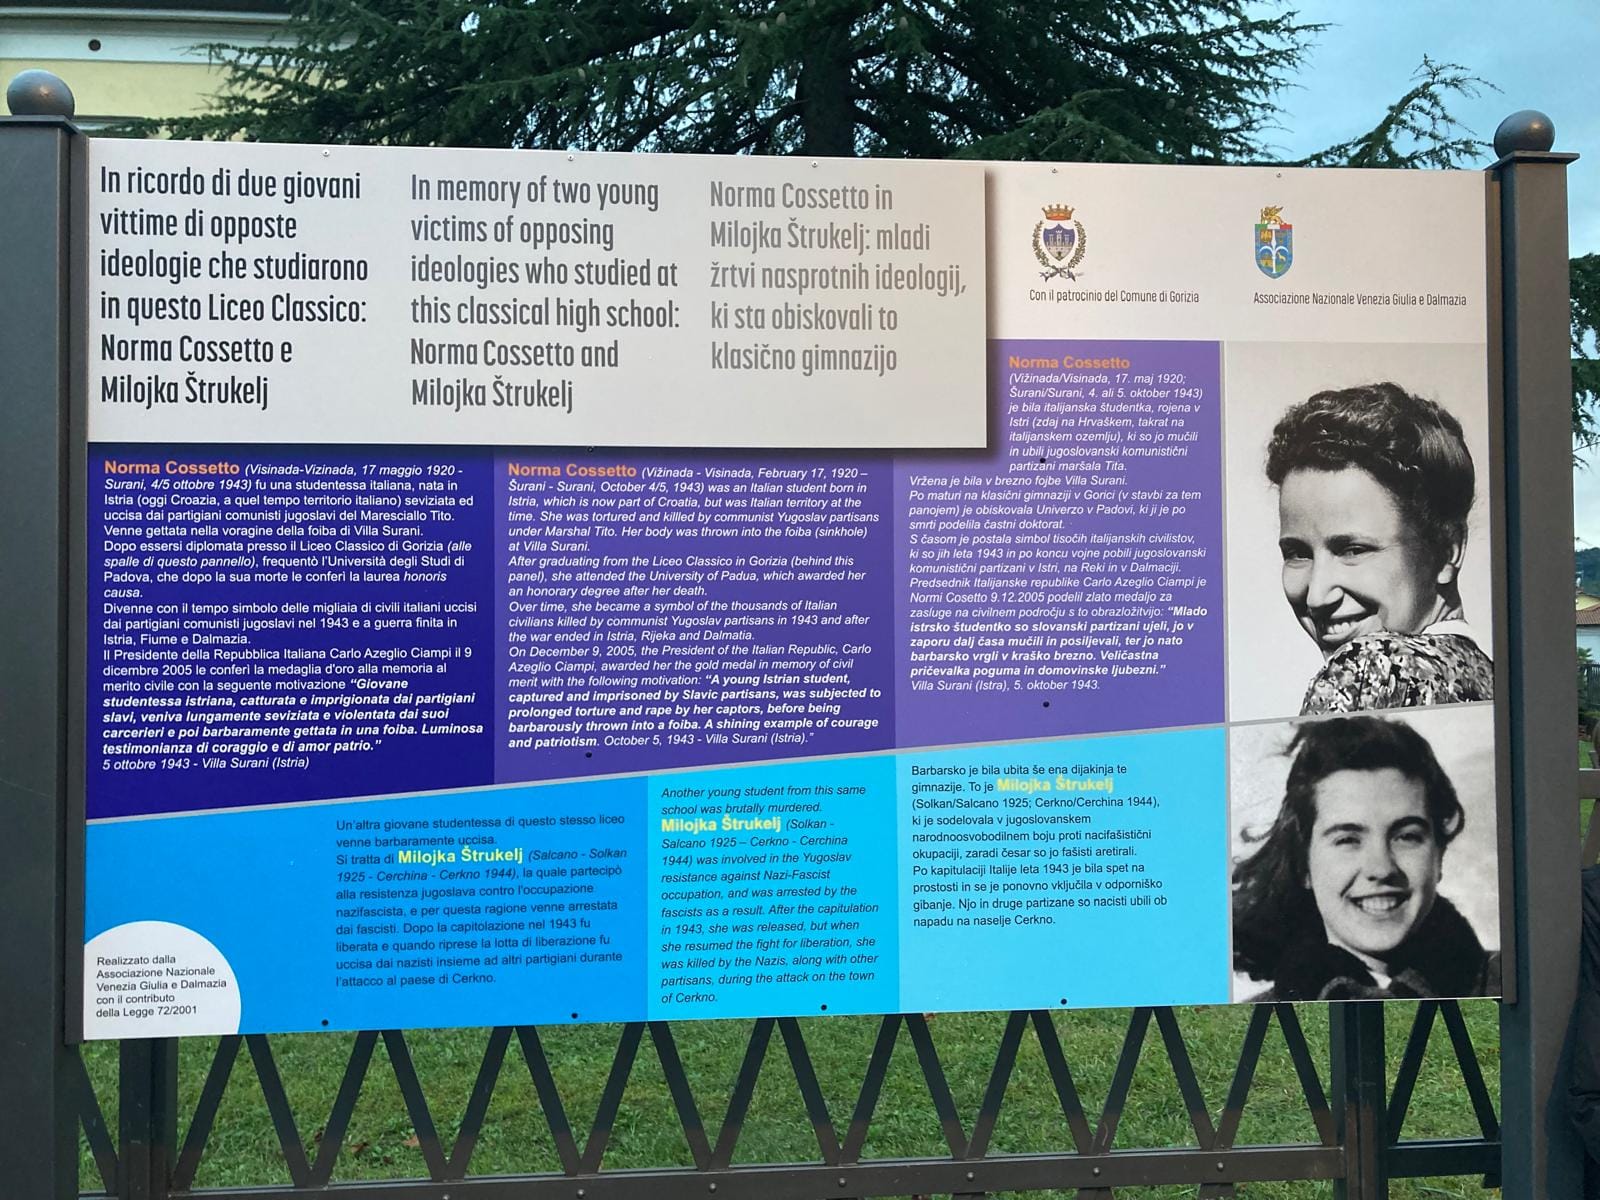 In ricordo di due giovani
vittime di opposte
ideologie che studiarono
in questo Liceo Classico:
Norma Cossetto e
Milojka Štrukelj
In memory of two young
victims of opposing
ideologies who studied at
this classical high school:
Norma Cossetto and
Milojka Štrukelj
Norma Cossetto in
Milojka Štrukelj: mladi
žrtvi nasprotnih ideologij,
ki sta obiskovali to
klasično gimnazijo
Con il patrocinio del Comune di Gorizia
Associazione Nazionale Venezia Giulia e Dalmazia
Norma Cossetto (Visinada-Vizinada, 17 maggio 1920 -
Surani, 4/5 ottobre 1943) fu una studentessa italiana, nata in
Istria (oggi Croazia, a quel tempo territorio italiano) seviziata ed
uccisa dai partigiani comunisti jugoslavi del Maresciallo Tito.
Venne gettata nella voragine della foiba di Villa Surani.
Dopo essersi diplomata presso il Liceo Classico di Gorizia (alle
spalle di questo pannello), frequentò l'Università degli Studi di
Padova, che dopo la sua morte le conferì la laurea honoris
causa.
Divenne con il tempo simbolo delle migliaia di civili italiani uccisi
dai partigiani comunisti jugoslavi nel 1943 e a guerra finita in
Istria, Fiume e Dalmazia.
Il Presidente della Repubblica Italiana Carlo Azeglio Ciampi il 9
dicembre 2005 le conferì la medaglia d'oro alla memoria al
merito civile con la seguente motivazione “Giovane
studentessa istriana, catturata e imprigionata dai partigiani
slavi, veniva lungamente seviziata e violentata dai suoi
carcerieri e poi barbaramente gettata in una foiba. Luminosa
testimonianza di coraggio e di amor patrio.”
5 ottobre 1943 - Villa Surani (Istria)
Norma Cossetto (Vižinada - Visinada, February 17, 1920 –
Šurani - Surani, October 4/5, 1943) was an Italian student born in
Istria, which is now part of Croatia, but was Italian territory at the
time. She was tortured and killled by communist Yugoslav partisans
under Marshal Tito. Her body was thrown into the foiba (sinkhole)
at Villa Surani.
After graduating from the Liceo Classico in Gorizia (behind this
panel), she attended the University of Padua, which awarded her
an honorary degree after her death.
Over time, she became a symbol of the thousands of Italian
civilians killed by communist Yugoslav partisans in 1943 and after
the war ended in Istria, Rijeka and Dalmatia.
On December 9, 2005, the President of the Italian Republic, Carlo
Azeglio Ciampi, awarded her the gold medal in memory of civil
merit with the following motivation: “A young Istrian student,
captured and imprisoned by Slavic partisans, was subjected to
prolonged torture and rape by her captors, before being
barbarously thrown into a foiba. A shining example of courage
and patriotism. October 5, 1943 - Villa Surani (Istria).”
Norma Cossetto
(Vižinada/Visinada, 17. maj 1920;
Šurani/Surani, 4. ali 5. oktober 1943)
je bila italijanska študentka, rojena v
Istri (zdaj na Hrvaškem, takrat na
italijanskem ozemlju), ki so jo mučili
in ubili jugoslovanski komunistični
partizani maršala Tita.
Vržena je bila v brezno fojbe Villa Surani.
Po maturi na klasični gimnaziji v Gorici (v stavbi za tem
panojem) je obiskovala Univerzo v Padovi, ki ji je po
smrti podelila častni doktorat.
S časom je postala simbol tisočih italijanskih civilistov,
ki so jih leta 1943 in po koncu vojne pobili jugoslovanski
komunistični partizani v Istri, na Reki in v Dalmaciji.
Predsednik Italijanske republike Carlo Azeglio Ciampi je
Normi Cosetto 9.12.2005 podelil zlato medaljo za
zasluge na civilnem področju s to obrazložitvijo: “Mlado
istrsko študentko so slovanski partizani ujeli, jo v
zaporu dalj časa mučili in posiljevali, ter jo nato
barbarsko vrgli v kraško brezno. Veličastna
pričevalka poguma in domovinske ljubezni.”
Villa Surani (Istra), 5. oktober 1943.
Un'altra giovane studentessa di questo stesso liceo
venne barbaramente uccisa.
Si tratta di Milojka Štrukelj (Salcano - Solkan
1925 - Cerchina - Cerkno 1944), la quale partecipò
alla resistenza jugoslava contro l'occupazione
nazifascista, e per questa ragione venne arrestata
dai fascisti. Dopo la capitolazione nel 1943 fu
liberata e quando riprese la lotta di liberazione fu
uccisa dai nazisti insieme ad altri partigiani durante
l'attacco al paese di Cerkno.
Another young student from this same
school was brutally murdered.
Milojka Štrukelj (Solkan -
Salcano 1925 – Cerkno - Cerchina
1944) was involved in the Yugoslav
resistance against Nazi-Fascist
occupation, and was arrested by the
fascists as a result. After the capitulation
in 1943, she was released, but when
she resumed the fight for liberation, she
was killed by the Nazis, along with other
partisans, during the attack on the town
of Cerkno.
Barbarsko je bila ubita še ena dijakinja te
gimnazije. To je Milojka Štrukelj
(Solkan/Salcano 1925; Cerkno/Cerchina 1944),
ki je sodelovala v jugoslovanskem
narodnoosvobodilnem boju proti nacifašistični
okupaciji, zaradi česar so jo fašisti aretirali.
Po kapitulaciji Italije leta 1943 je bila spet na
prostosti in se je ponovno vključila v odporniško
gibanje. Njo in druge partizane so nacisti ubili ob
napadu na naselje Cerkno.
Realizzato dalla
Associazione Nazionale
Venezia Giulia e Dalmazia
con il contributo
della Legge 72/2001